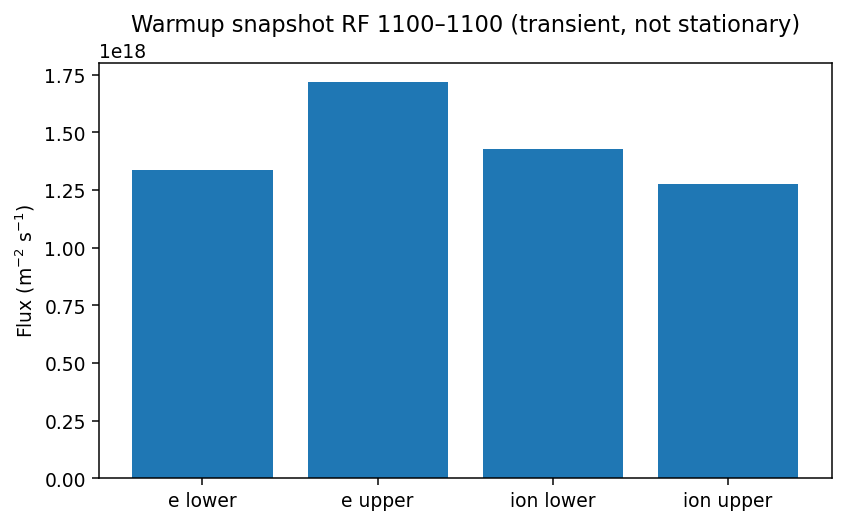 Warmup snapshot RF 1100–1100 (transient, not stationary)
1e18
Flux (m⁻² s⁻¹)
1.75
1.50
1.25
1.00
0.75
0.50
0.25
0.00
e lower
e upper
ion lower
ion upper